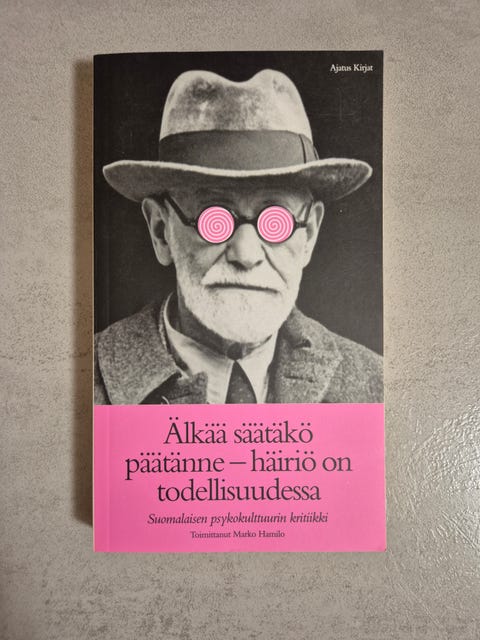 Ajatus Kirjat
Älkää säätäkö
päätänne – häiriö on
todellisuudessa
Suomalaisen psykokulttuurin kritiikki
Toimittanut Marko Hamilo